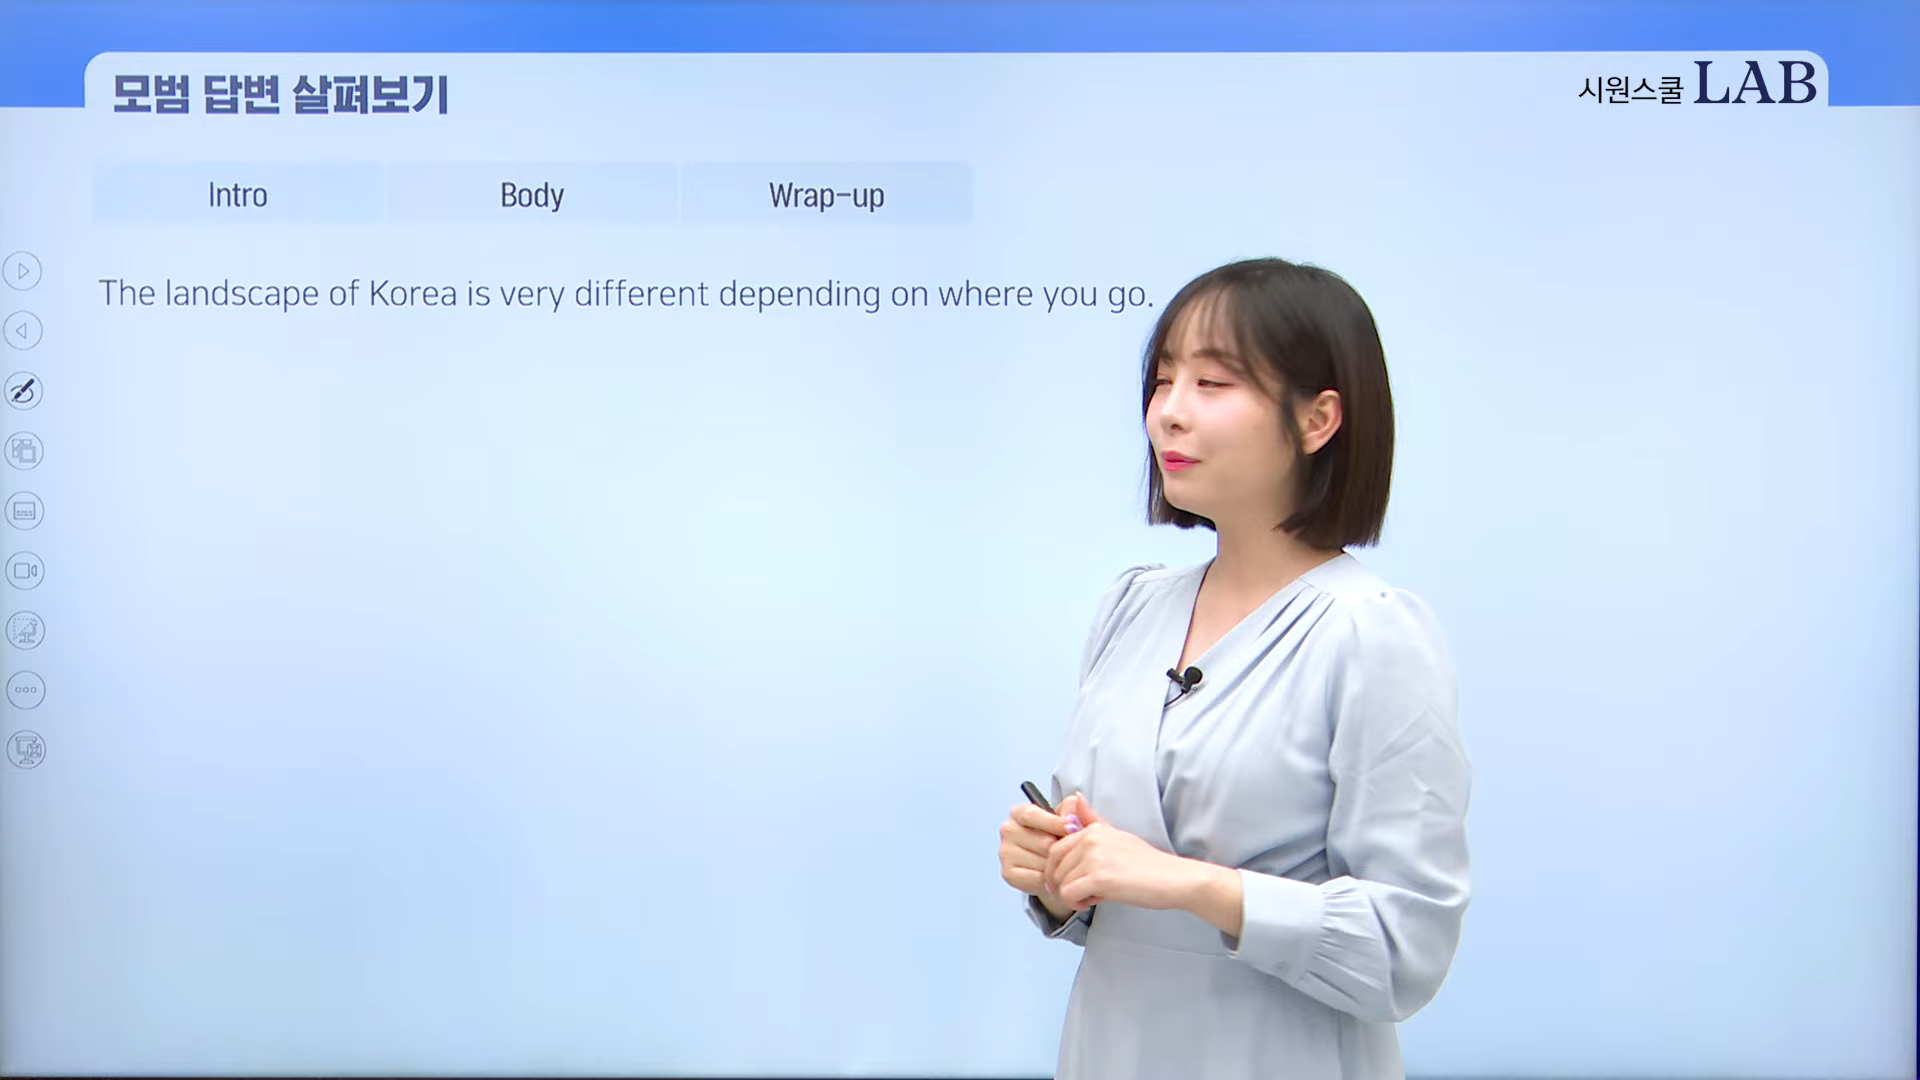 모범 답변 살펴보기
시원스쿨 LAB
Intro
Body
Wrap-up
The landscape of Korea is very different depending on where you go.